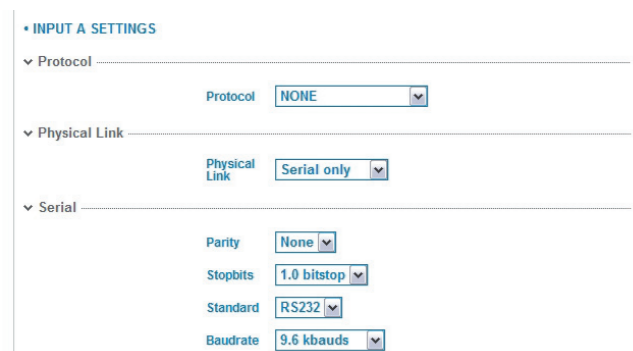 • INPUT A SETTINGS
Protocol
Protocol NONE
Physical Link
Physical Link Serial only
Serial
Parity None
Stopbits 1.0 bitstop
Standard RS232
Baudrate 9.6 kbauds